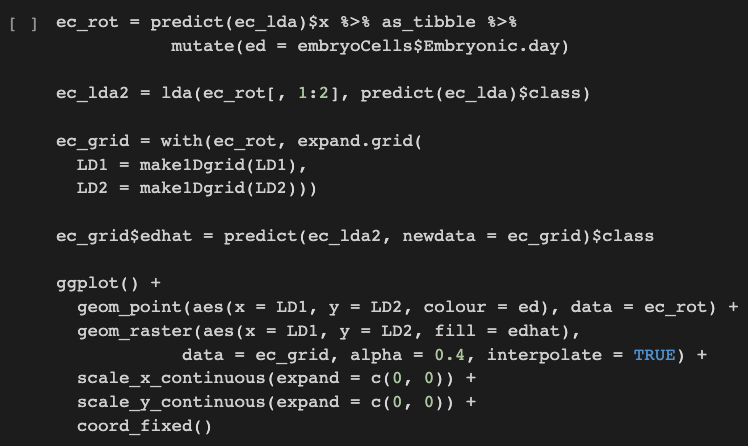 [ ] ec_rot = predict(ec_lda)$x %>% as_tibble %>%
           mutate(ed = embryoCells$Embryonic.day)

ec_lda2 = lda(ec_rot[, 1:2], predict(ec_lda)$class)

ec_grid = with(ec_rot, expand.grid(
  LD1 = make1Dgrid(LD1),
  LD2 = make1Dgrid(LD2)))

ec_grid$edhat = predict(ec_lda2, newdata = ec_grid)$class

ggplot() +
  geom_point(aes(x = LD1, y = LD2, colour = ed), data = ec_rot) +
  geom_raster(aes(x = LD1, y = LD2, fill = edhat),
            data = ec_grid, alpha = 0.4, interpolate = TRUE) +
  scale_x_continuous(expand = c(0, 0)) +
  scale_y_continuous(expand = c(0, 0)) +
  coord_fixed()